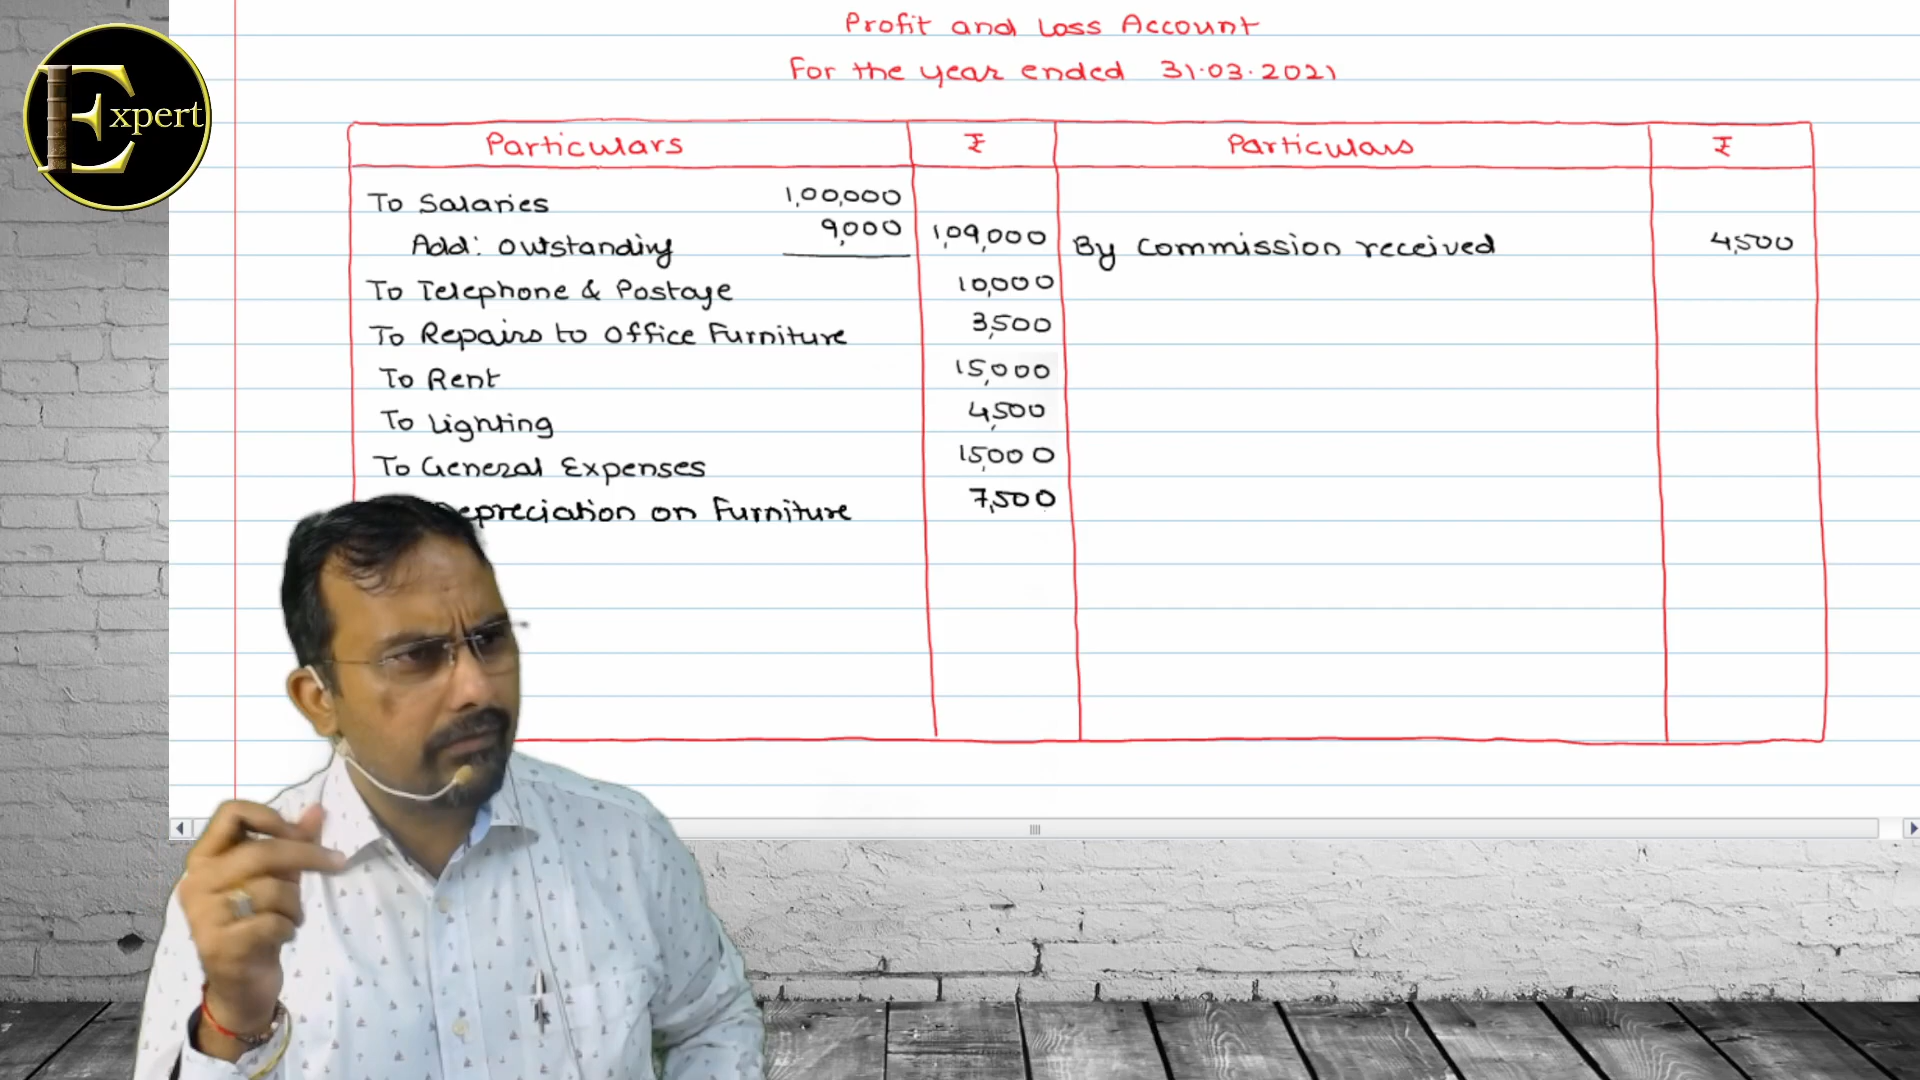 Expert
Profit and Loss Account
For the year ended 31.03.2021
Particulars ₹ Particulars ₹
To Salaries 1,00,000
Add: Outstanding 9,000 1,09,000 By Commission received 4,500
To Telephone & Postage 10,000
To Repairs to Office Furniture 3,500
To Rent 15,000
To Lighting 4,500
To General Expenses 15,000
epreciation on Furniture 7,500